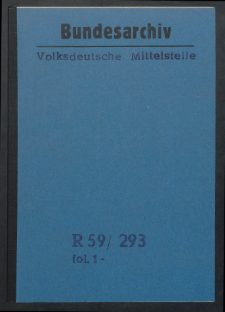 Bundesarchiv
Volksdeutsche Mittelstelle
R 59/ 293
fol. 1-